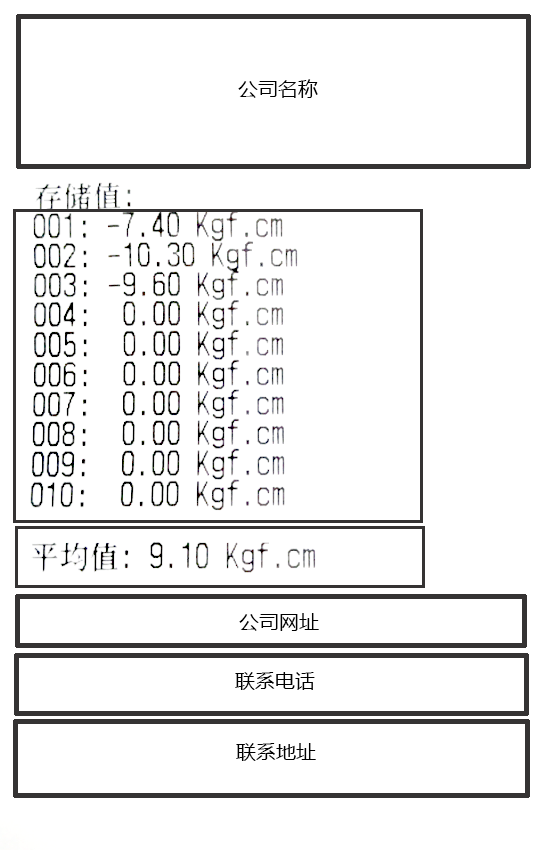 公司名称
存储值:
001: -7.40 Kgf.cm
002: -10.30 Kgf.cm
003: -9.60 Kgf.cm
004: 0.00 Kgf.cm
005: 0.00 Kgf.cm
006: 0.00 Kgf.cm
007: 0.00 Kgf.cm
008: 0.00 Kgf.cm
009: 0.00 Kgf.cm
010: 0.00 Kgf.cm
平均值: 9.10 Kgf.cm
公司网址
联系电话
联系地址